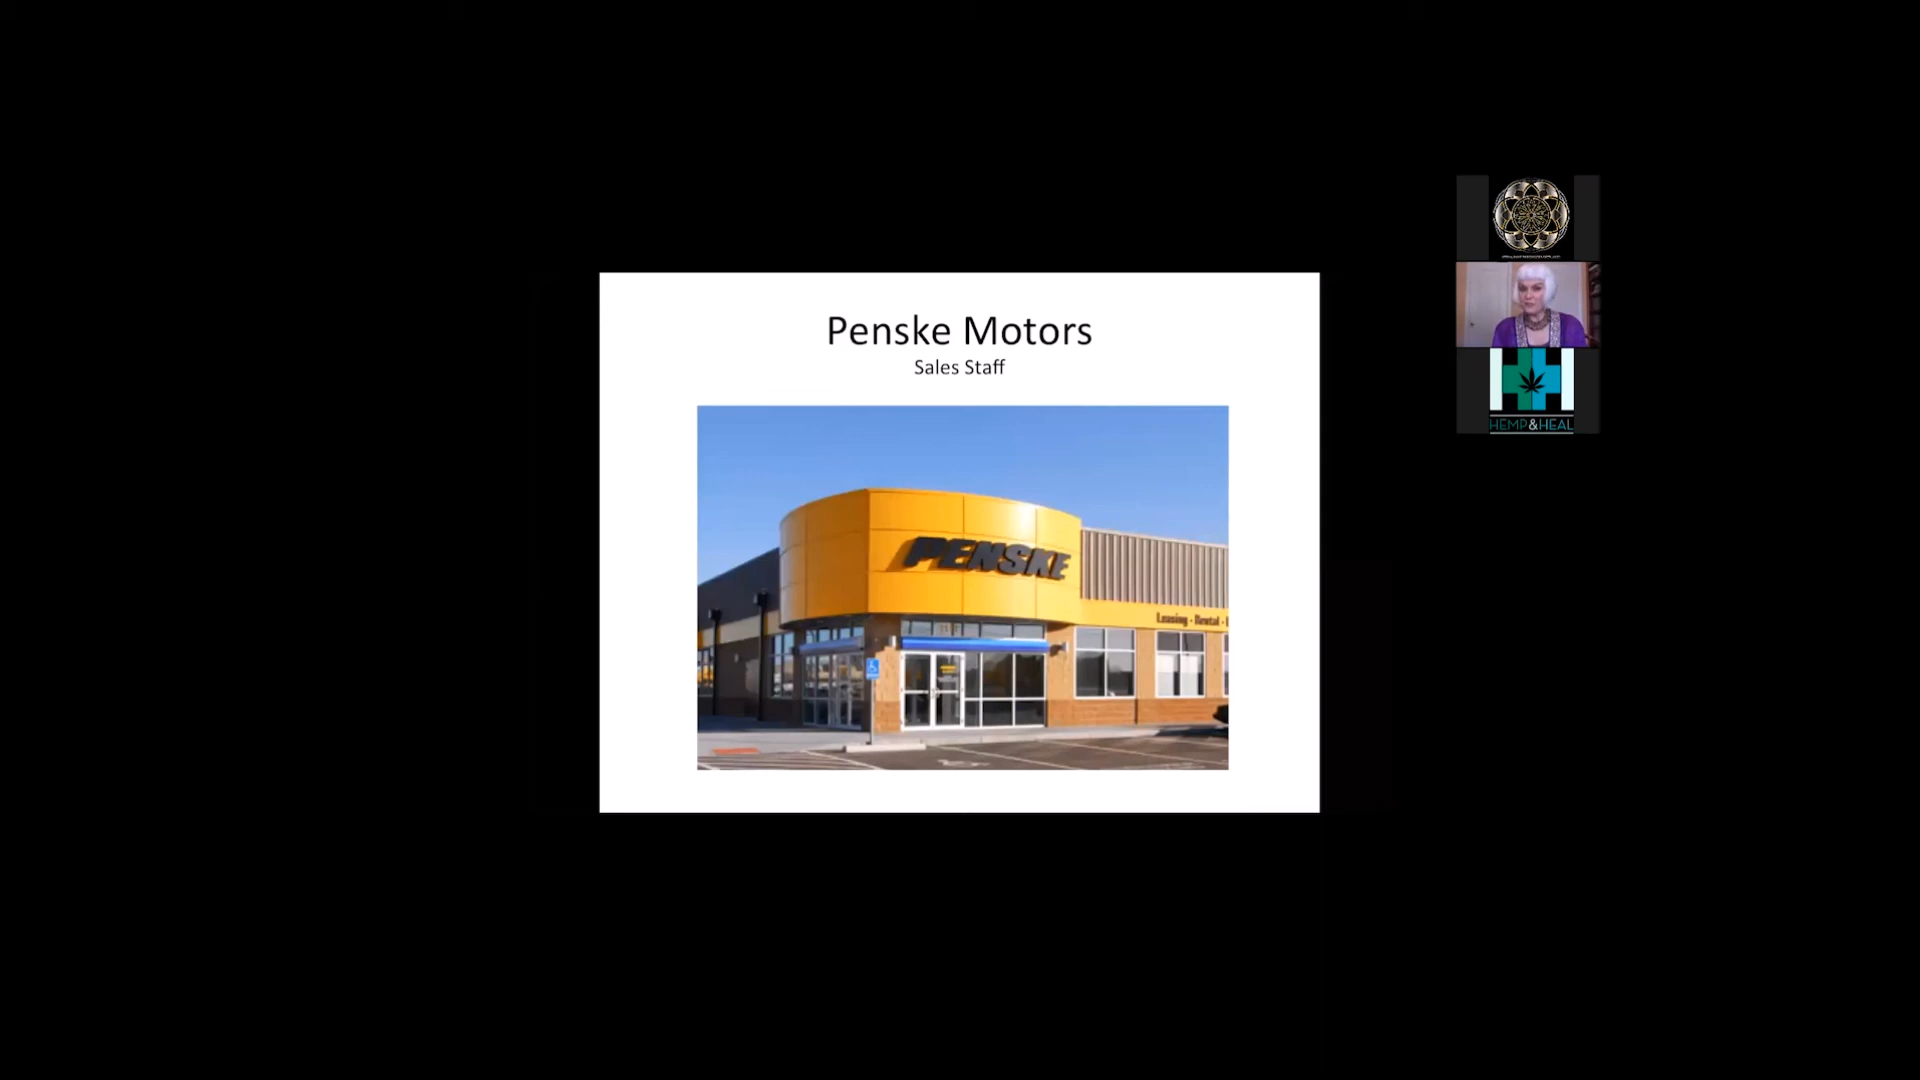 Penske Motors
Sales Staff
PENSKE
Leasing · Rental ·
HEMP&HEAL